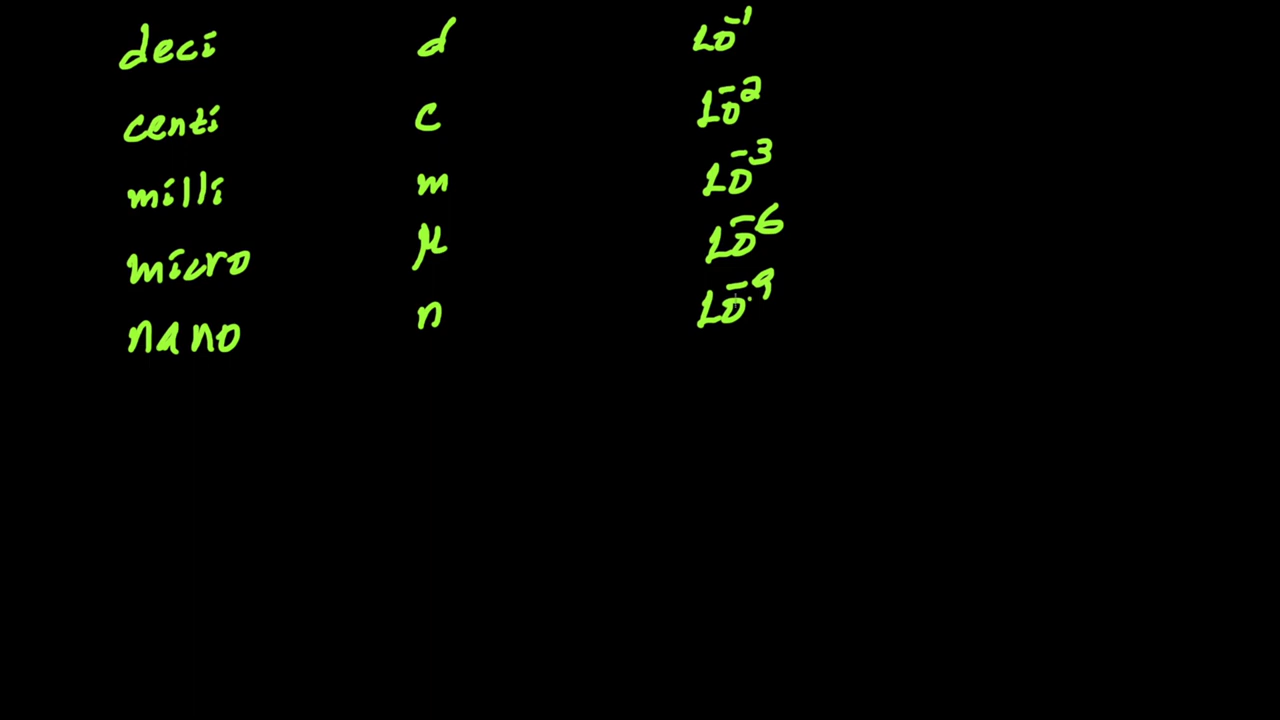 deci d 10⁻¹
centi c 10⁻²
milli m 10⁻³
micro μ 10⁻⁶
nano n 10⁻⁹